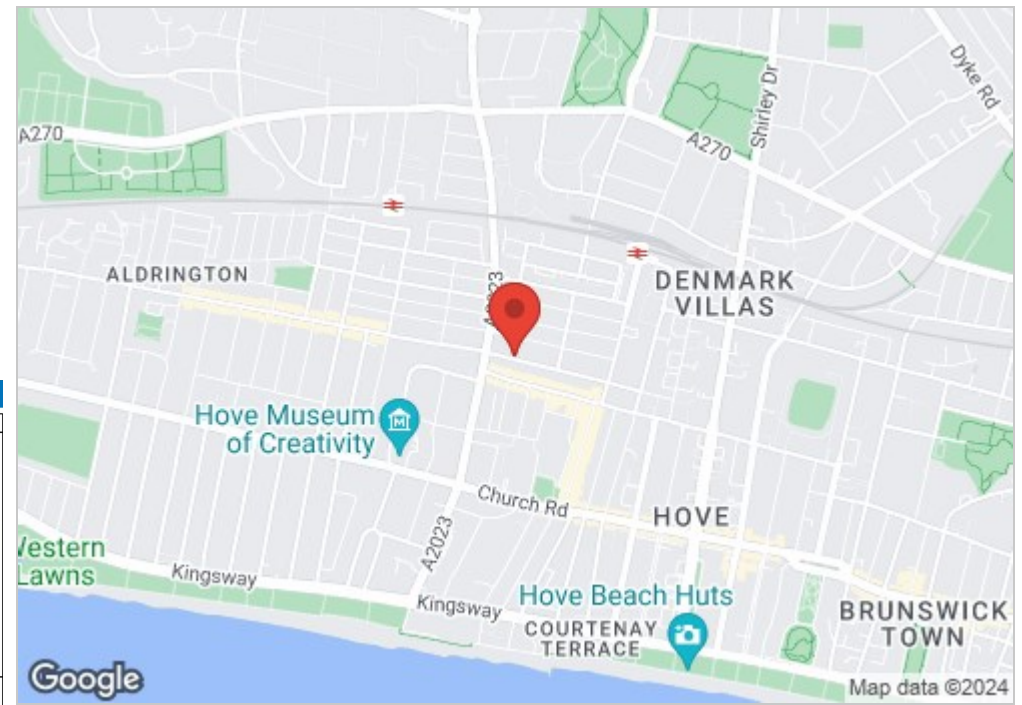 Dyke Rd
Shirley Dr
A270
A270
ALDRINGTON
A2023
DENMARK
VILLAS
Hove Museum
of Creativity
Church Rd
HOVE
A2023
Western
Lawns
Kingsway
Kingsway
Hove Beach Huts
COURTENAY
TERRACE
BRUNSWICK
TOWN
Google
Map data ©2024